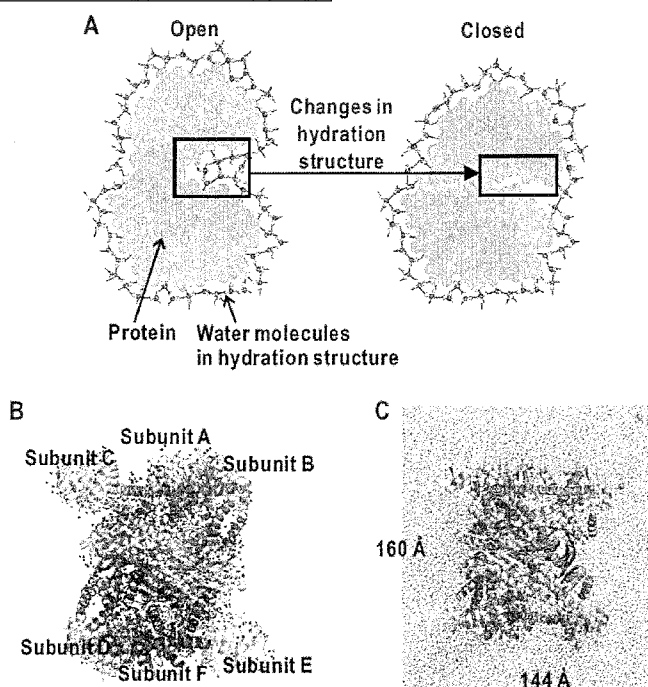 A
Open
Closed
Changes in
hydration
structure
Protein
Water molecules
in hydration structure
B
Subunit A
Subunit C
Subunit B
Subunit D
Subunit F
Subunit E
C
160 Å
144 Å